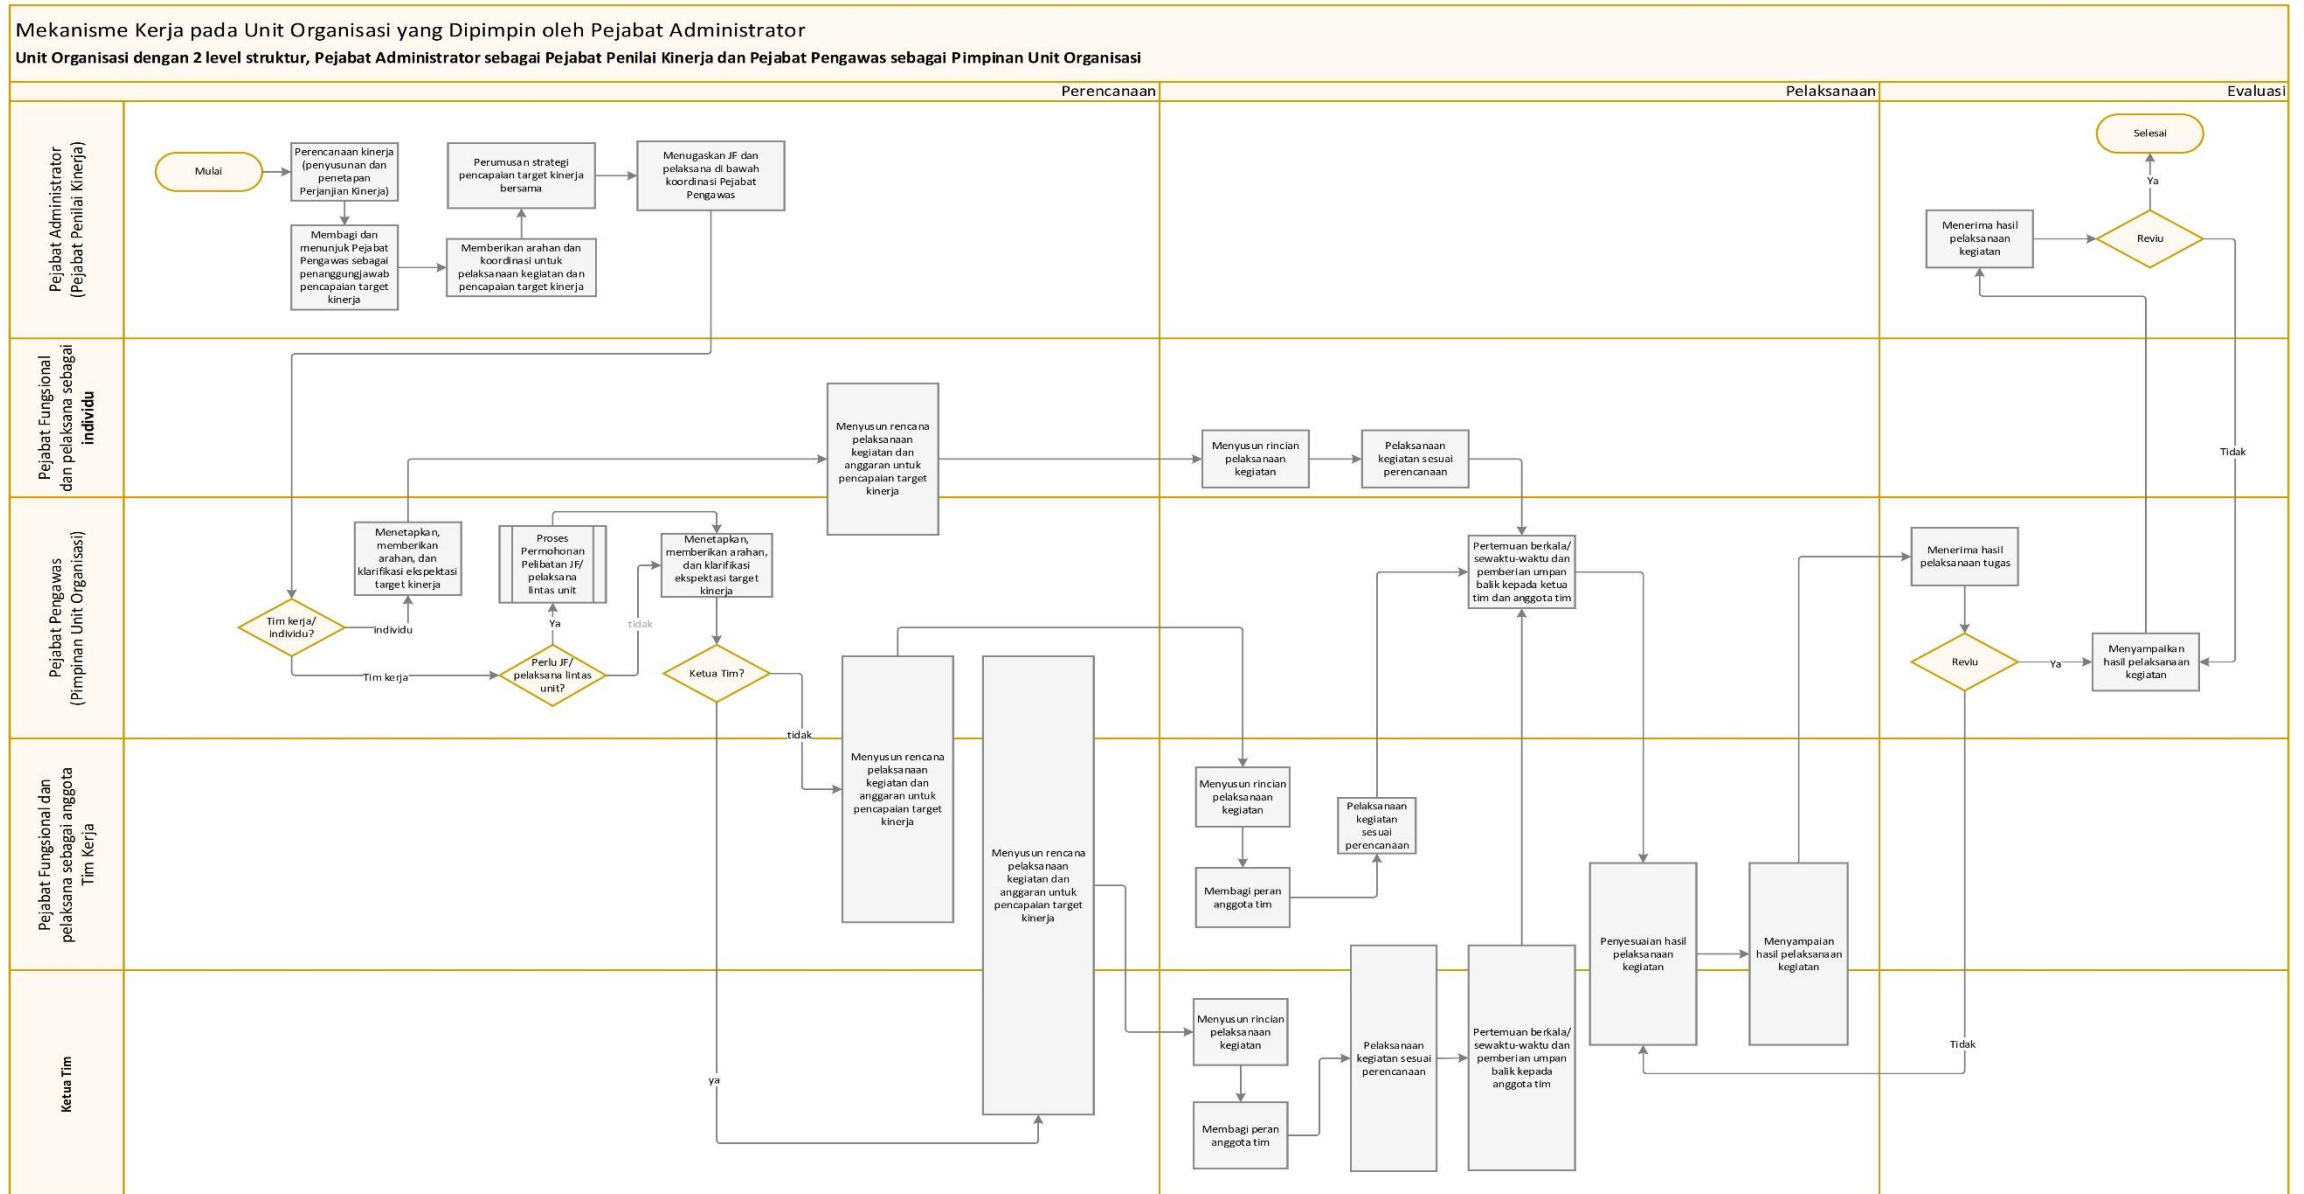 Mekanisme Kerja pada Unit Organisasi yang Dipimpin oleh Pejabat Administrator
Unit Organisasi dengan 2 level struktur, Pejabat Administrator sebagai Pejabat Penilai Kinerja dan Pejabat Pengawas sebagai Pimpinan Unit Organisasi
Perencanaan
Pelaksanaan
Evaluasi
Pejabat Administrator
(Pejabat Penilai Kinerja)
Mulai
Perencanaan kinerja
(penyusunan dan
penetapan
Perjanjian Kinerja)
Membagi dan
menunjuk Pejabat
Pengawas sebagai
penanggungjawab
pencapaian target
kinerja
Memberikan arahan dan
koordinasi untuk
pelaksanaan kegiatan dan
pencapaian target kinerja
Perumusan strategi
pencapaian target kinerja
bersama
Menugaskan JF dan
pelaksana di bawah
koordinasi Pejabat
Pengawas
Menerima hasil
pelaksanaan
kegiatan
Reviu
Ya
Selesai
Tidak
Pejabat Fungsional
dan pelaksana sebagai
individu
Menyusun rencana
pelaksanaan
kegiatan dan
anggaran untuk
pencapaian target
kinerja
Menyusun rincian
pelaksanaan
kegiatan
Pelaksanaan
kegiatan sesuai
perencanaan
Pejabat Pengawas
(Pimpinan Unit Organisasi)
Tim kerja/
individu?
individu
Tim kerja
Menetapkan,
memberikan
arahan, dan
klarifikasi ekspektasi
target kinerja
Proses
Permohonan
Pelibatan JF/
pelaksana
lintas unit
Ya
Perlu JF/
pelaksana lintas
unit?
tidak
Menetapkan,
memberikan arahan,
dan klarifikasi
ekspektasi target
kinerja
Ketua Tim?
tidak
ya
Pertemuan berkala/
sewaktu-waktu dan
pemberian umpan
balik kepada ketua
tim dan anggota tim
Menerima hasil
pelaksanaan tugas
Reviu
Ya
Menyampaikan
hasil pelaksanaan
kegiatan
Tidak
Pejabat Fungsional dan
pelaksana sebagai anggota
Tim Kerja
Menyusun rencana
pelaksanaan
kegiatan dan
anggaran untuk
pencapaian target
kinerja
Menyusun rencana
pelaksanaan
kegiatan dan
anggaran untuk
pencapaian target
kinerja
Menyusun rincian
pelaksanaan
kegiatan
Membagi peran
anggota tim
Pelaksanaan
kegiatan
sesuai
perencanaan
Penyesuaian hasil
pelaksanaan
kegiatan
Menyampaian
hasil pelaksanaan
kegiatan
Ketua Tim
Menyusun rincian
pelaksanaan
kegiatan
Membagi peran
anggota tim
Pelaksanaan
kegiatan sesuai
perencanaan
Pertemuan berkala/
sewaktu-waktu dan
pemberian umpan
balik kepada
anggota tim